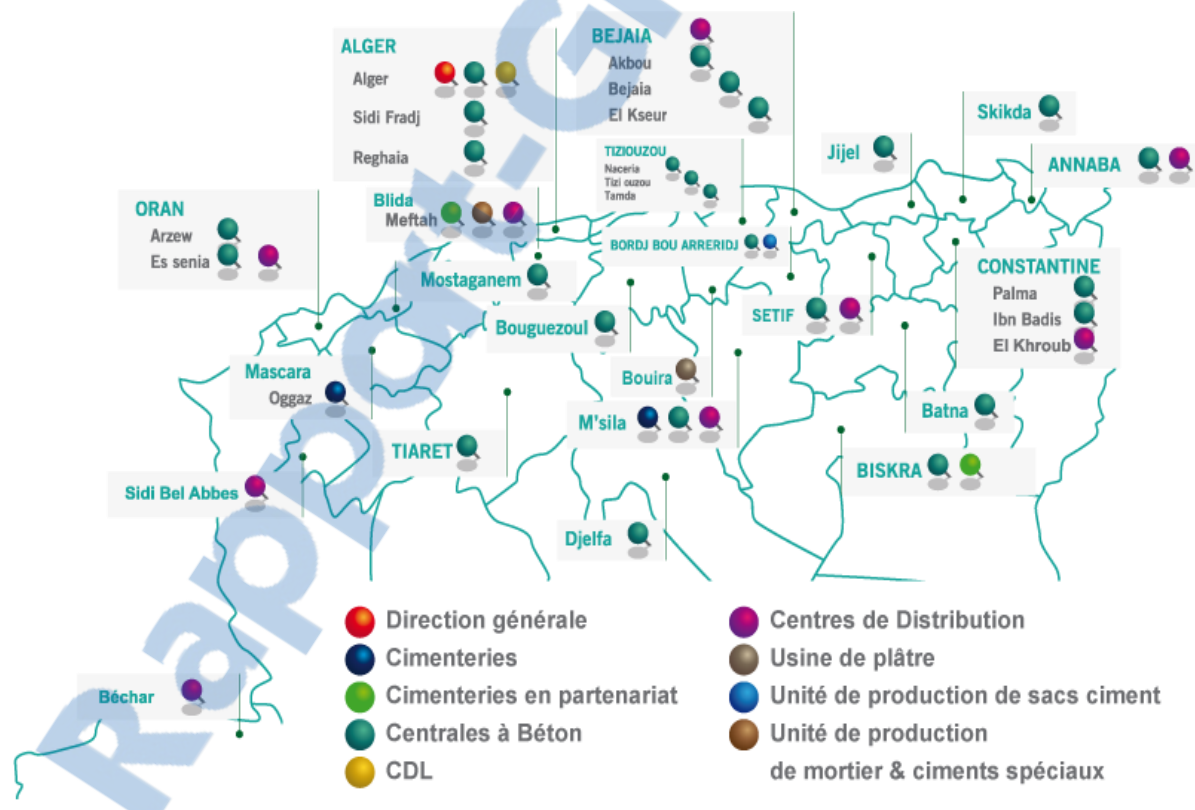 ALGER
Alger
Sidi Fradj
Reghaia
BEJAIA
Akbou
Bejaia
El Kseur
TIZIOUZOU
Naceria
Tizi ouzou
Tamda
Jijel
Skikda
ANNABA
ORAN
Arzew
Es senia
Blida
Meftah
BORDJ BOU ARRERIDJ
Mostaganem
Bouguezoul
SETIF
CONSTANTINE
Palma
Ibn Badis
El Khroub
Mascara
Oggaz
Bouira
M'sila
Batna
TIARET
BISKRA
Sidi Bel Abbes
Djelfa
Béchar
Direction générale
Cimenteries
Cimenteries en partenariat
Centrales à Béton
CDL
Centres de Distribution
Usine de plâtre
Unité de production de sacs ciment
Unité de production
de mortier & ciments spéciaux
Rapport-G